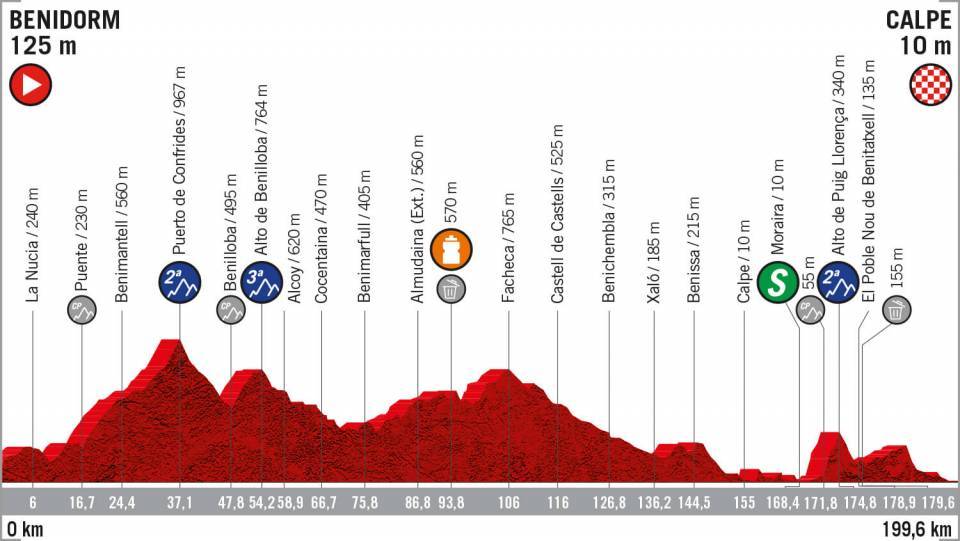 BENIDORM
125 m
CALPE
10 m
La Nucia / 240 m
Puente / 230 m
Benimantell / 560 m
Puerto de Confrides / 967 m
Benilloba / 495 m
Alto de Benilloba / 764 m
Alcoy / 620 m
Cocentaina / 470 m
Benimarfull / 405 m
Almudaina (Ext.) / 560 m
570 m
Facheca / 765 m
Castell de Castells / 525 m
Benichembla / 315 m
Xaló / 185 m
Benissa / 215 m
Calpe / 10 m
Moraira / 10 m
55 m
Alto de Puig Llorença / 340 m
El Poble Nou de Benitatxell / 135 m
155 m
CP
2ª
CP
3ª
S
CP
2ª
6
16,7
24,4
37,1
47,8
54,2
58,9
66,7
75,8
86,8
93,8
106
116
126,8
136,2
144,5
155
168,4
171,8
174,8
178,9
179,6
0 km
199,6 km